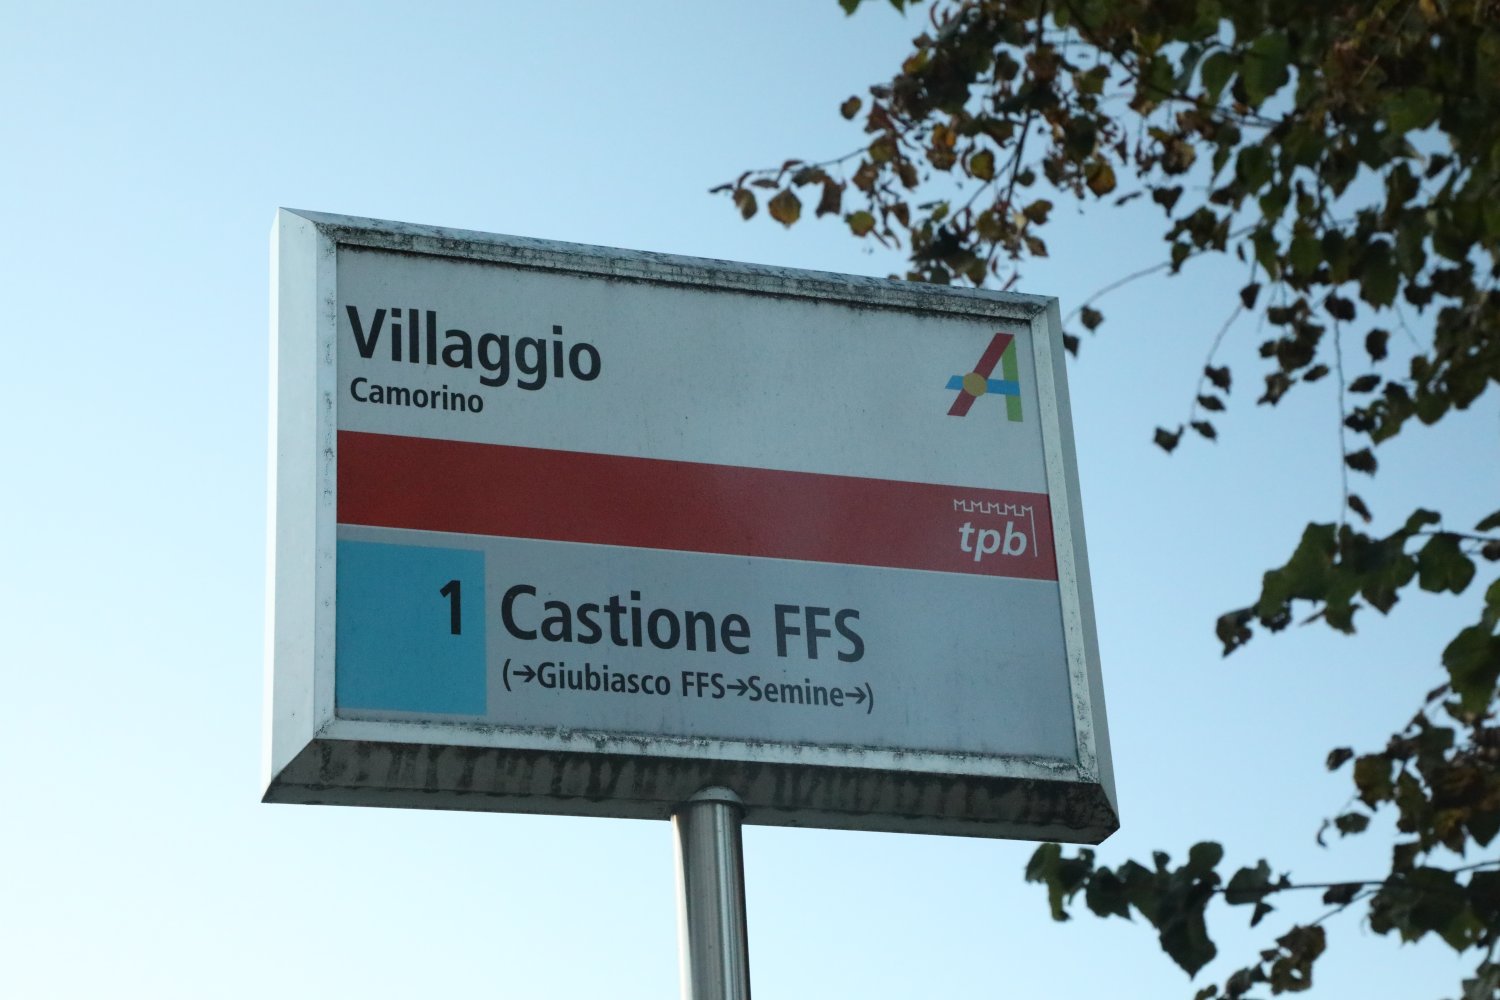 Villaggio
Camorino
tpb
1 Castione FFS
(→Giubiasco FFS→Semine→)